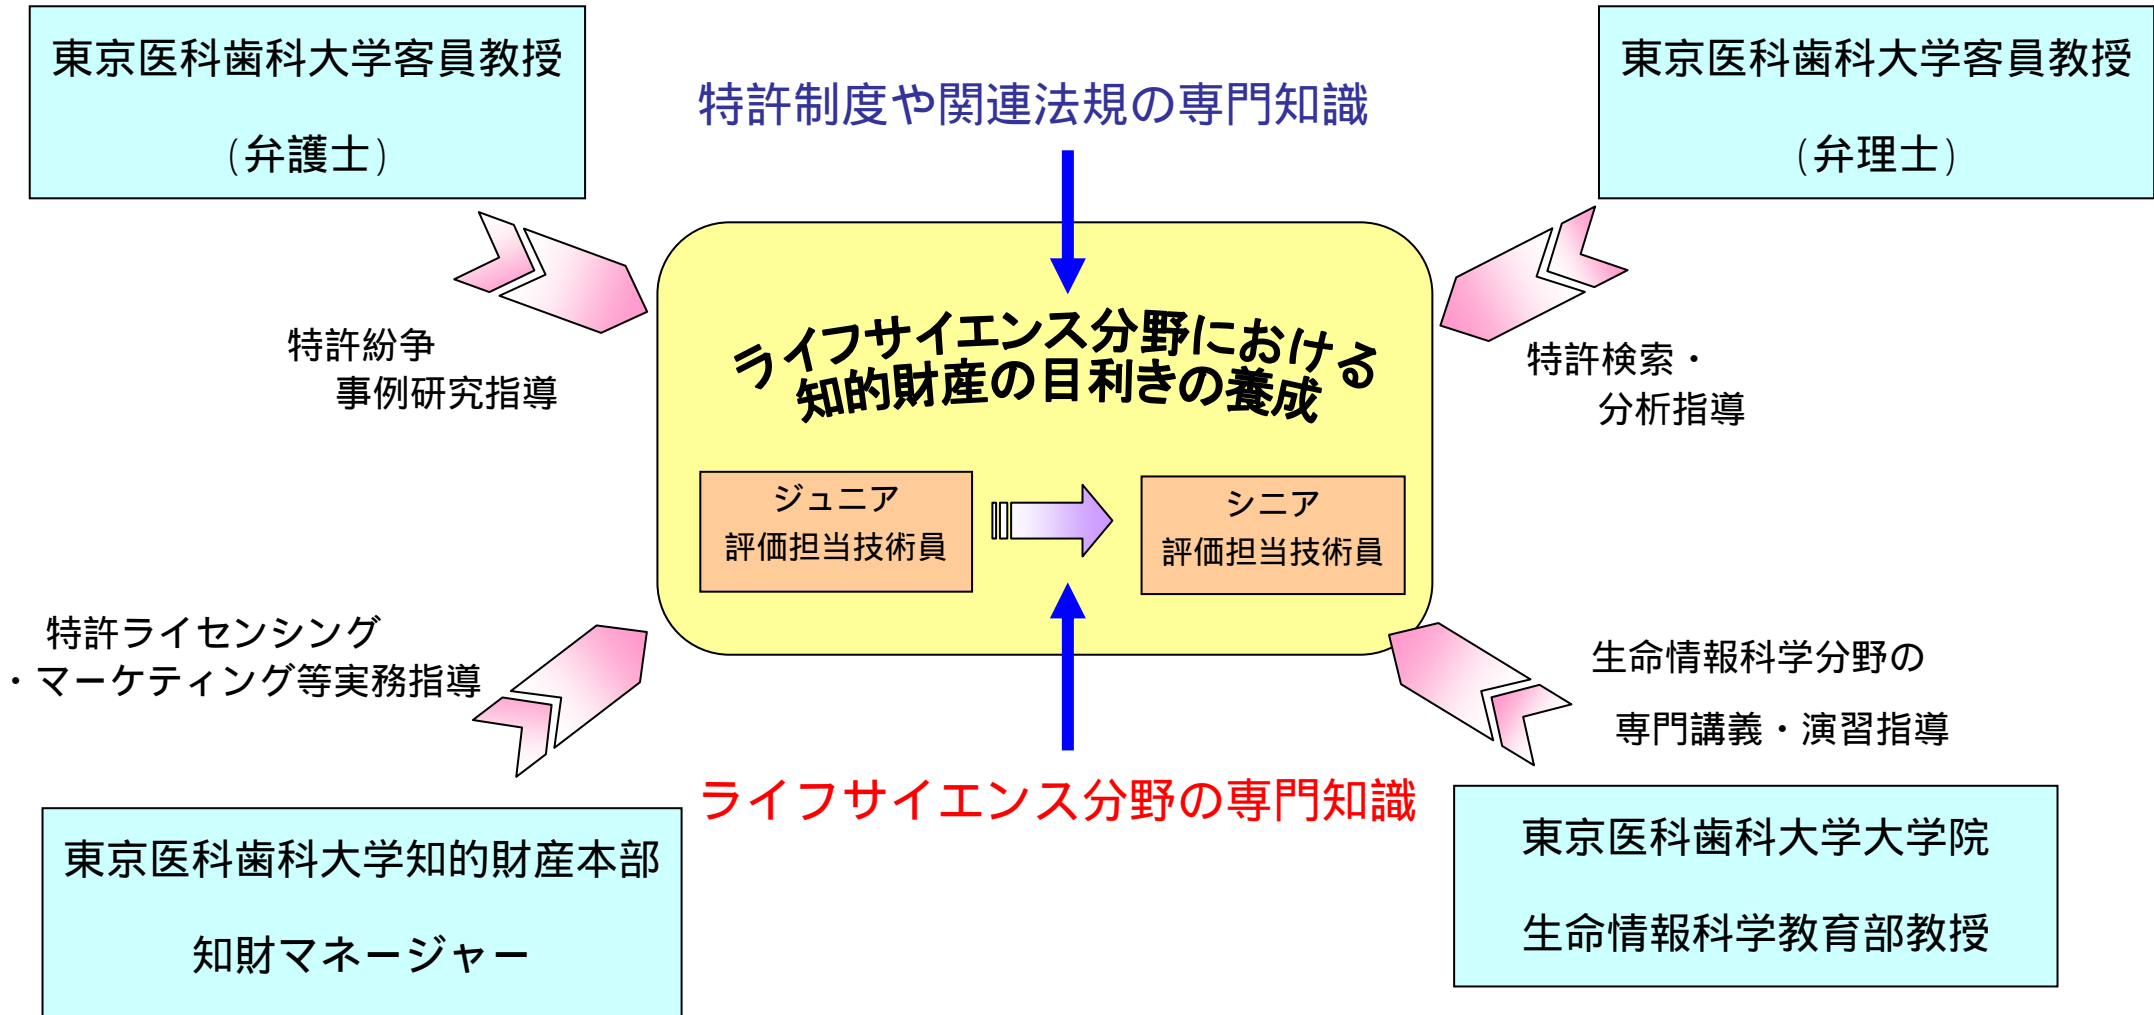 東京医科歯科大学客員教授
(弁護士)
特許制度や関連法規の専門知識
東京医科歯科大学客員教授
(弁理士)
特許紛争
事例研究指導
特許検索・
分析指導
ライフサイエンス分野における
知的財産の目利きの養成
ジュニア
評価担当技術員
シニア
評価担当技術員
特許ライセンシング
・マーケティング等実務指導
生命情報科学分野の
専門講義・演習指導
ライフサイエンス分野の専門知識
東京医科歯科大学知的財産本部
知財マネージャー
東京医科歯科大学大学院
生命情報科学教育部教授